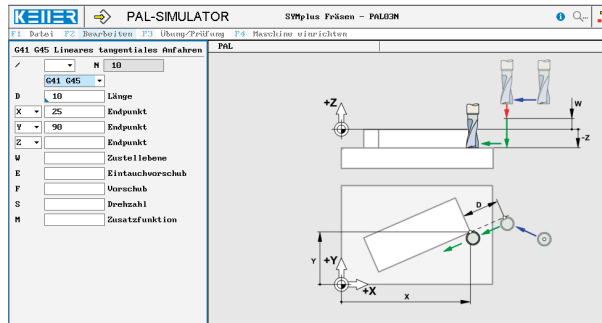 KELLER PAL-SIMULATOR SYMplus Fräsen - PAL03N
F1 Datei F2 Bearbeiten F3 Übung/Prüfung F4 Maschine einrichten
G41 G45 Lineares tangentiales Anfahren
PAL
/ N 10
G41 G45
D 10 Länge
X 25 Endpunkt
Y 90 Endpunkt
Z Endpunkt
W Zustellebene
E Eintauchvorschub
F Vorschub
S Drehzahl
M Zusatzfunktion
+Z
W
-Z
D
Y
+Y
+X
X